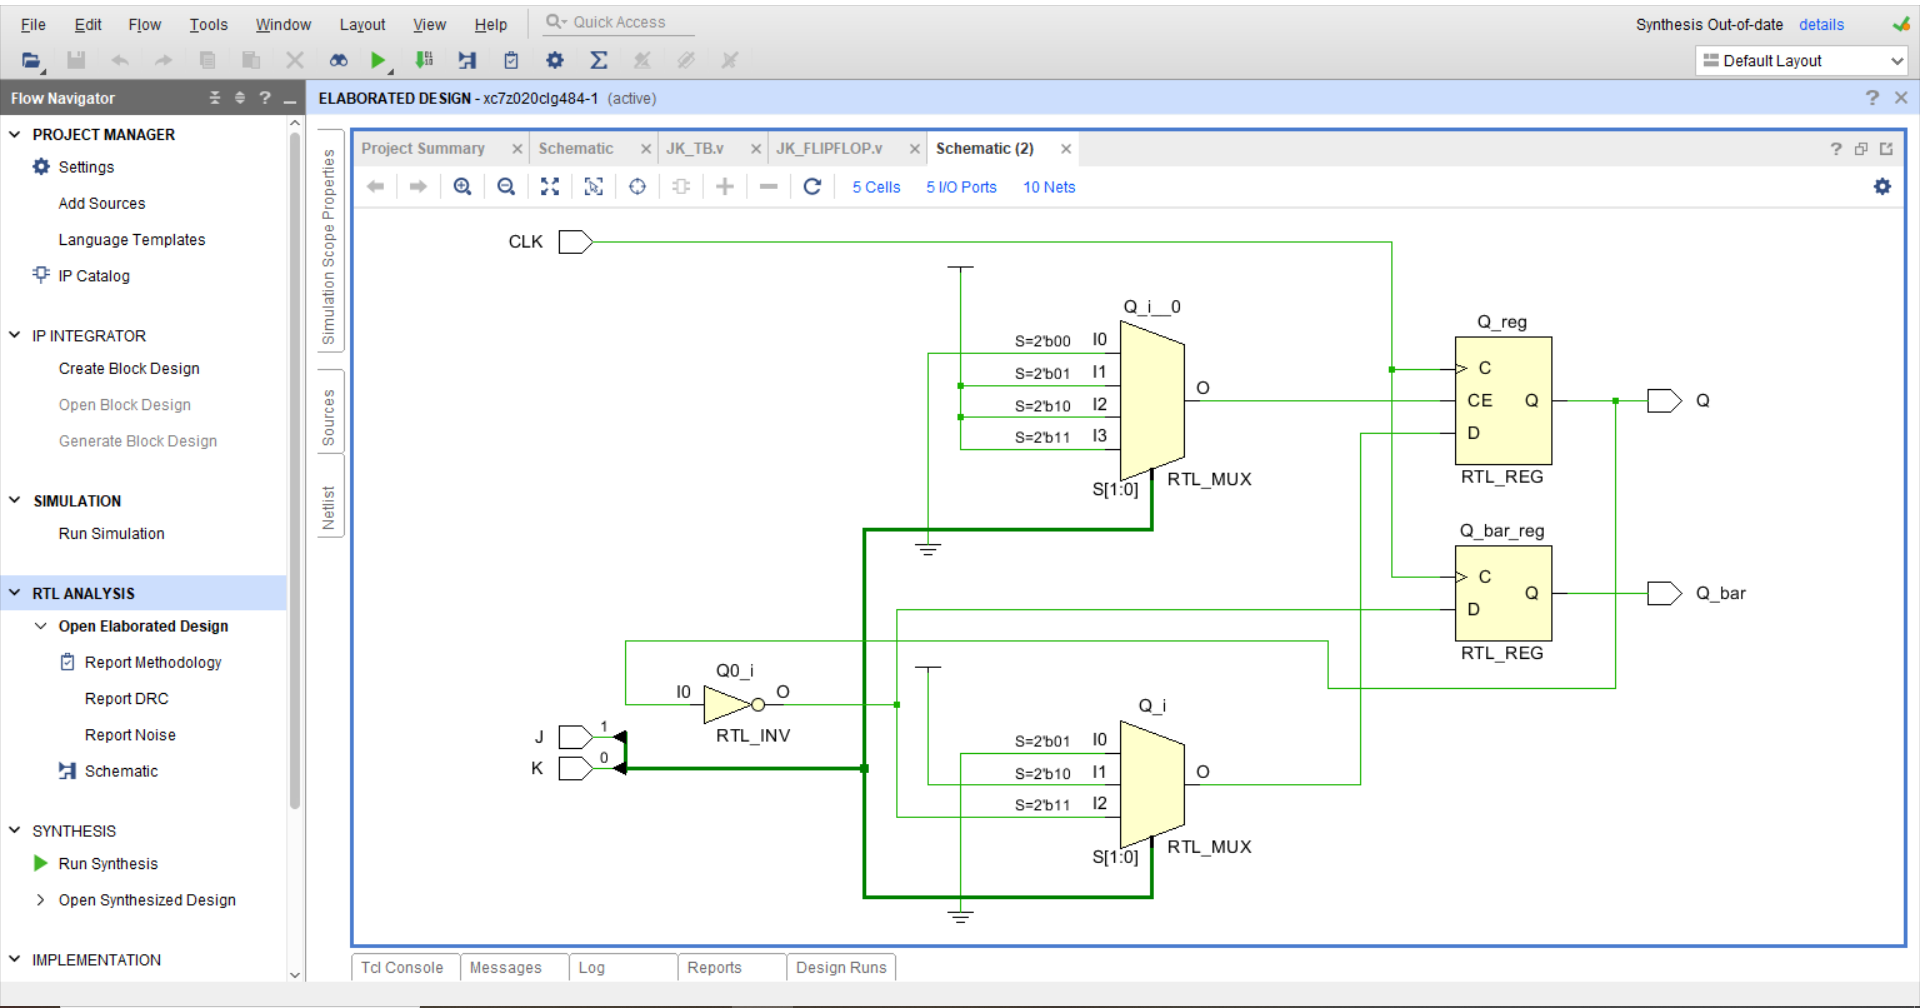 File Edit Flow Tools Window Layout View Help Quick Access Synthesis Out-of-date details
Default Layout
Flow Navigator ? ELABORATED DESIGN - xc7z020clg484-1 (active) ?
PROJECT MANAGER
Settings
Add Sources
Language Templates
IP Catalog
IP INTEGRATOR
Create Block Design
Open Block Design
Generate Block Design
SIMULATION
Run Simulation
RTL ANALYSIS
Open Elaborated Design
Report Methodology
Report DRC
Report Noise
Schematic
SYNTHESIS
Run Synthesis
Open Synthesized Design
IMPLEMENTATION
Simulation Scope Properties
Sources
Netlist
Project Summary Schematic JK_TB.v JK_FLIPFLOP.v Schematic (2) ?
5 Cells 5 I/O Ports 10 Nets
CLK
Q_i__0
S=2'b00 I0
S=2'b01 I1
S=2'b10 I2
S=2'b11 I3
O
S[1:0]
RTL_MUX
Q_reg
C
CE Q
D
RTL_REG
Q
Q_bar_reg
C
Q
D
RTL_REG
Q_bar
Q0_i
I0 O
RTL_INV
J 1
K 0
Q_i
S=2'b01 I0
S=2'b10 I1
S=2'b11 I2
O
S[1:0]
RTL_MUX
Tcl Console Messages Log Reports Design Runs